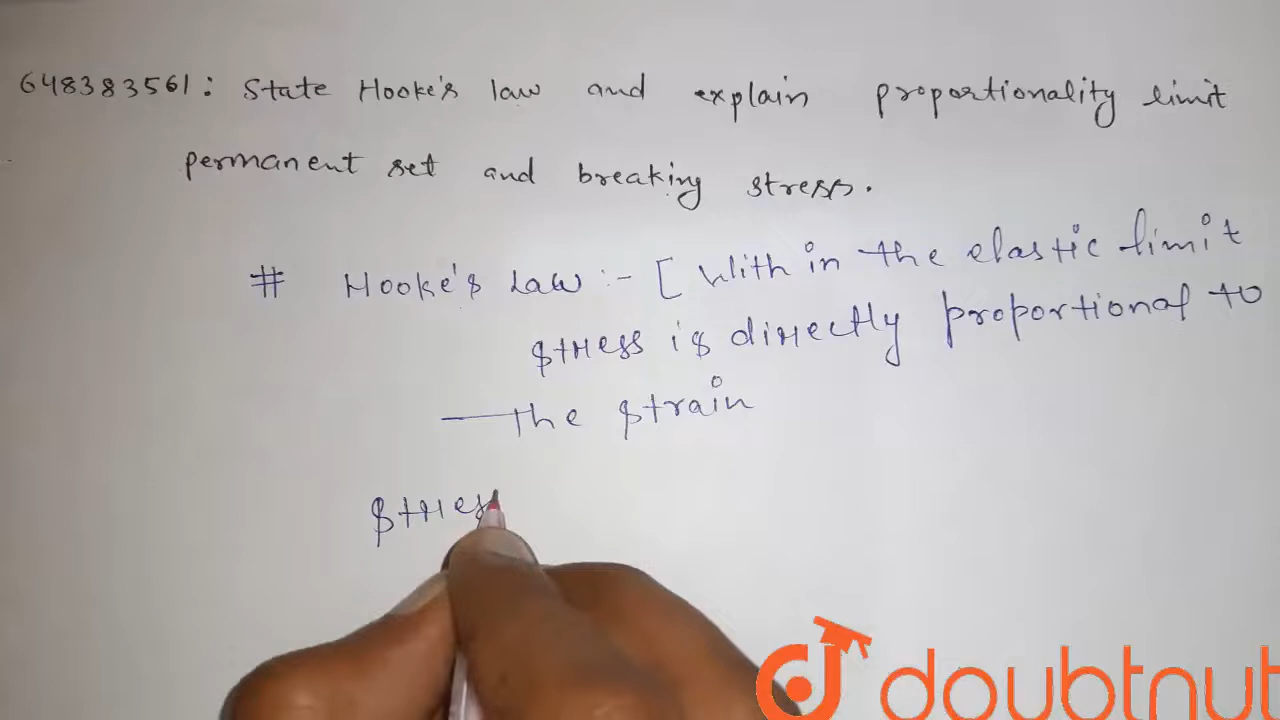 648383561: State Hooke's law and explain proportionality limit
permanent set and breaking stress.
# Hooke's Law :- [ With in the elastic limit
stress is directly proportional to
the strain
stress
doubtnut